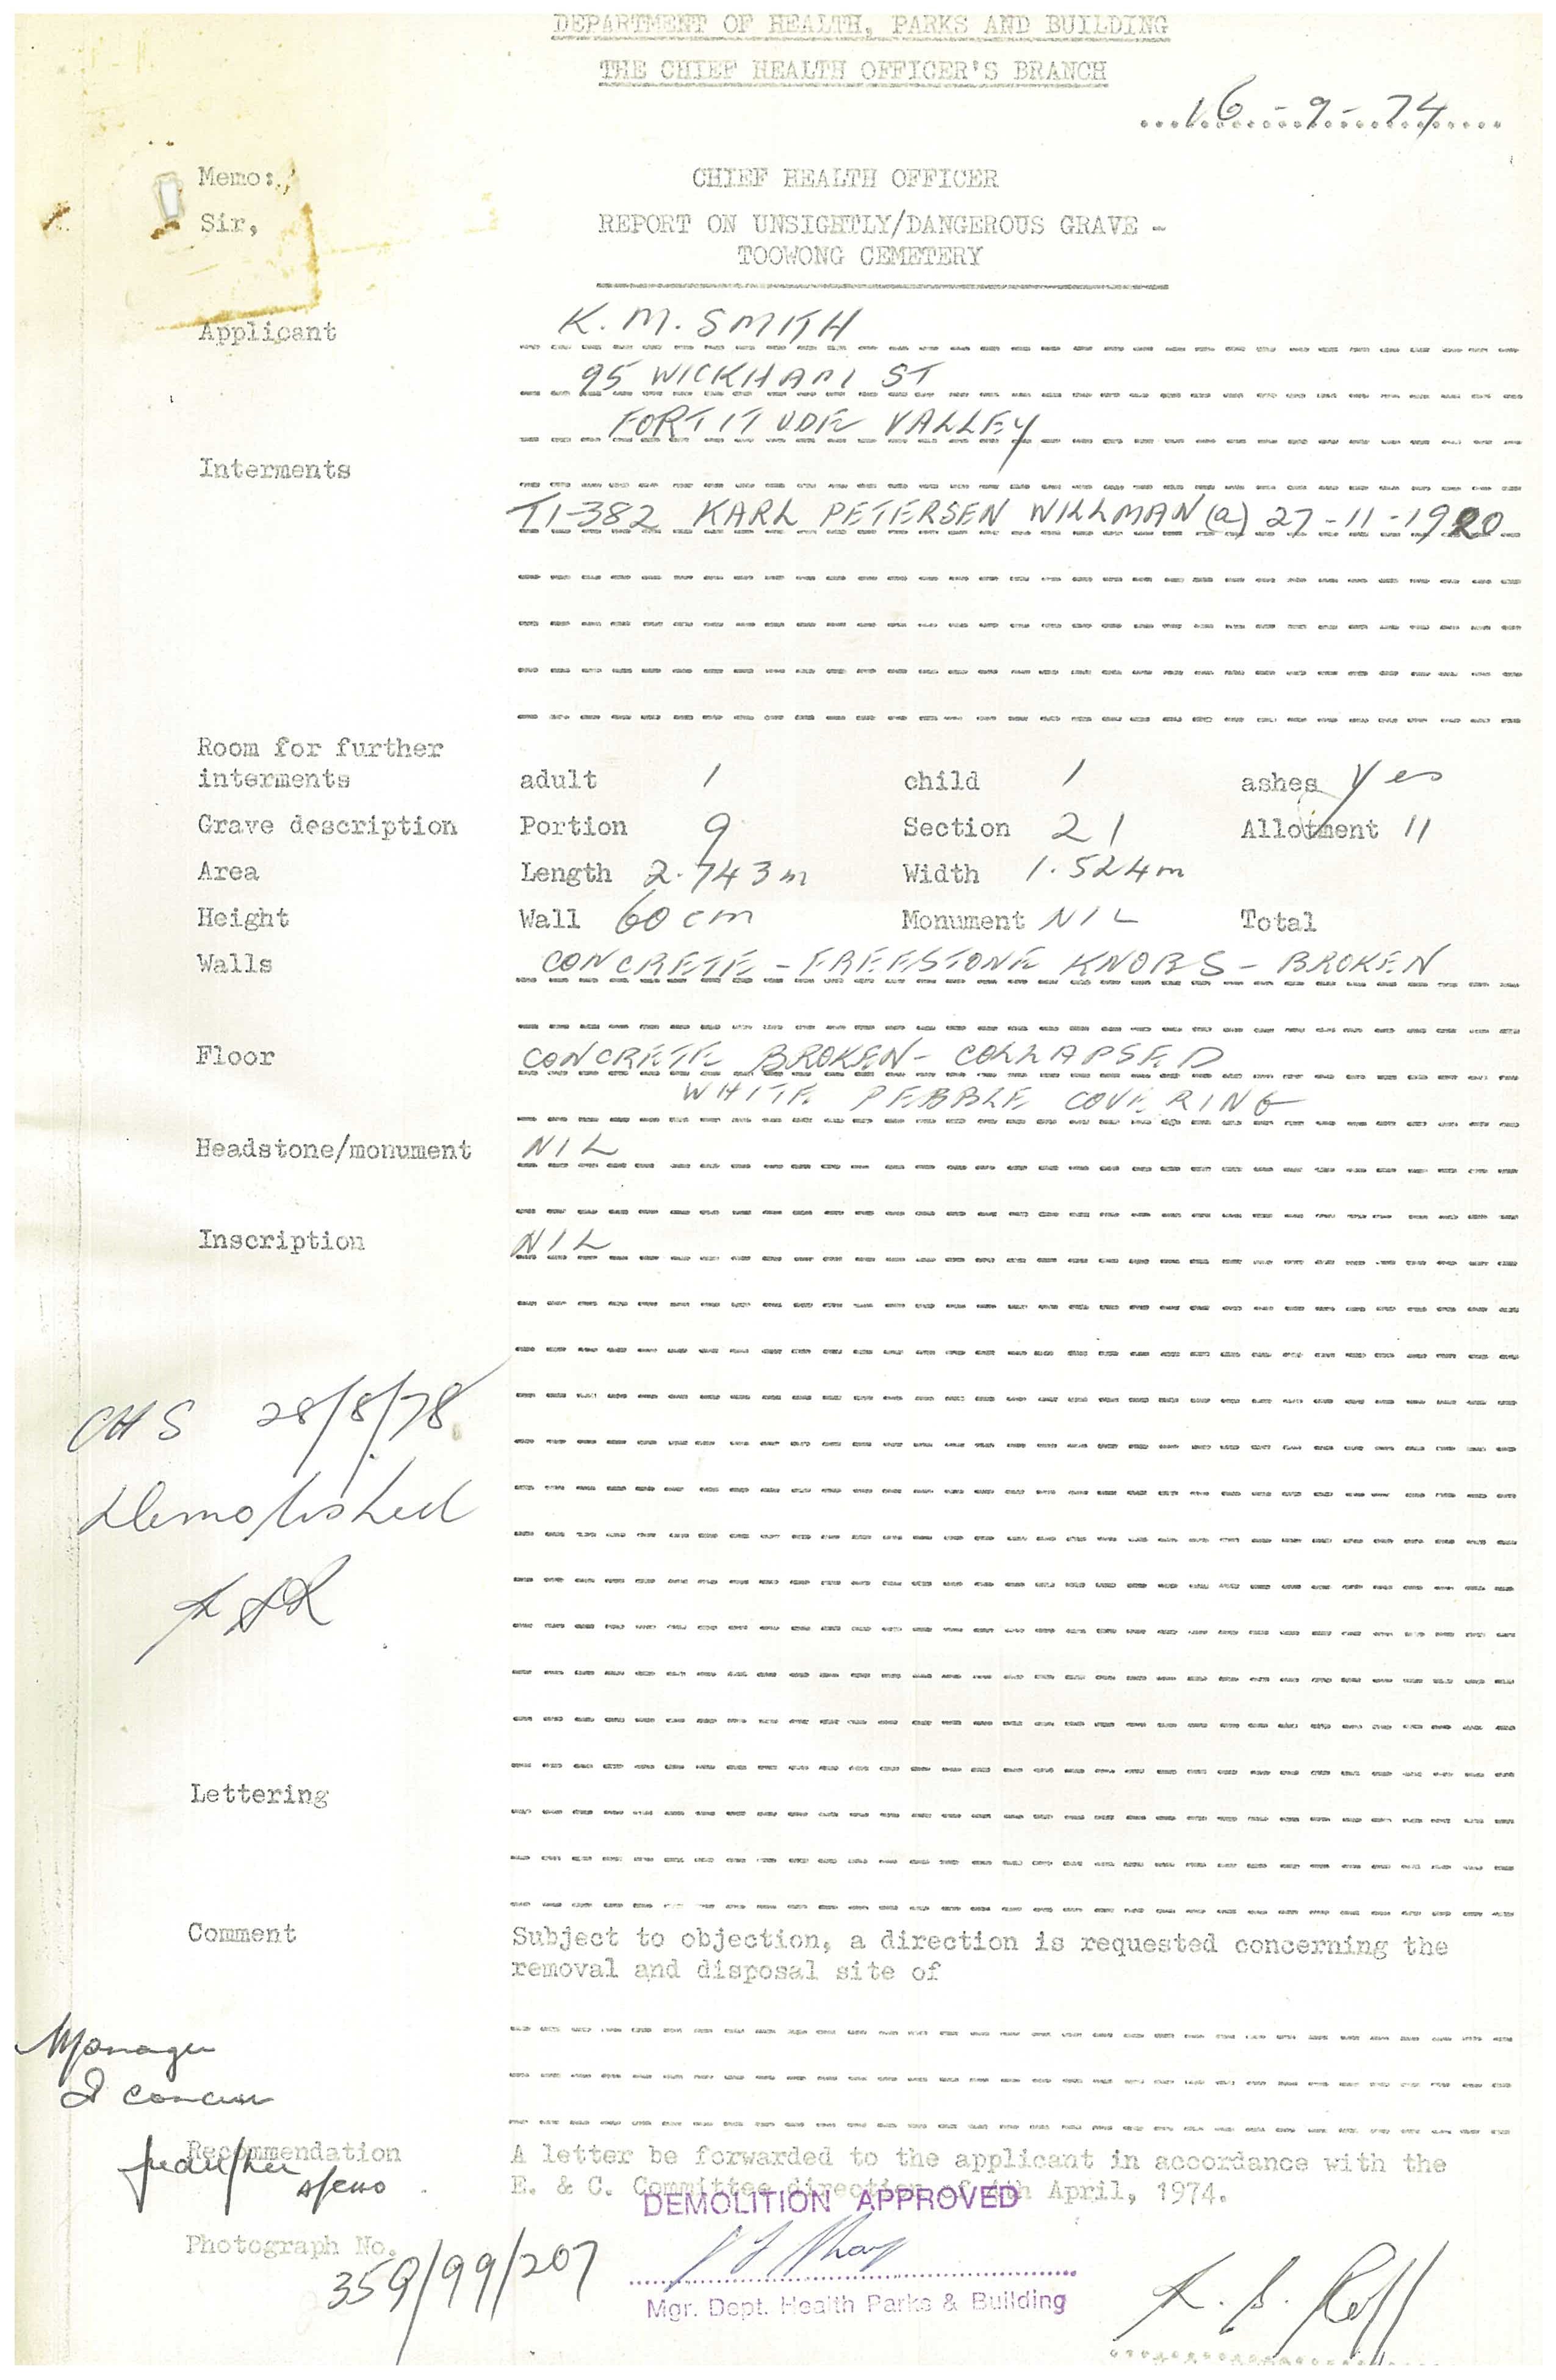 DEPARTMENT OF HEALTH, PARKS AND BUILDING
THE CHIEF HEALTH OFFICER'S BRANCH
16-9-74
Memo:
CHIEF HEALTH OFFICER
Sir,
REPORT ON UNSIGHTLY/DANGEROUS GRAVE -
TOOWONG CEMETERY
Applicant K. M. SMITH
95 WICKHAM ST
FORTITUDE VALLEY
Interments
T1-382 KARL PETERSEN WILLMAN (a) 27-11-1920
Room for further
interments adult 1 child 1 ashes yes
Grave description Portion 9 Section 21 Allotment 11
Area Length 2.743m Width 1.524m
Height Wall 60cm Monument NIL Total
Walls CONCRETE - FREESTONE KNOBS - BROKEN
Floor CONCRETE BROKEN - COLLAPSED
WHITE PEBBLE COVERING
Headstone/monument NIL
Inscription NIL
CHS 28/8/78
Demolished
Lettering
Comment Subject to objection, a direction is requested concerning the
removal and disposal site of
Manager
I concur
Recommendation A letter be forwarded to the applicant in accordance with the
E. & C. Committee direction of 4th April, 1974.
DEMOLITION APPROVED
Photograph No. 359/99/207
Mgr. Dept. Health Parks & Building